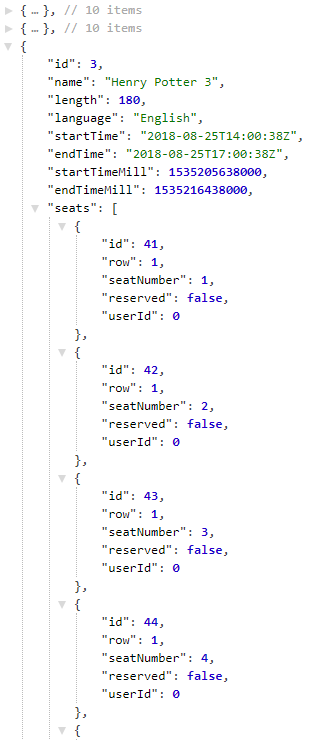 { … }, // 10 items
{ … }, // 10 items
{
"id": 3,
"name": "Henry Potter 3",
"length": 180,
"language": "English",
"startTime": "2018-08-25T14:00:38Z",
"endTime": "2018-08-25T17:00:38Z",
"startTimeMill": 1535205638000,
"endTimeMill": 1535216438000,
"seats": [
{
"id": 41,
"row": 1,
"seatNumber": 1,
"reserved": false,
"userId": 0
},
{
"id": 42,
"row": 1,
"seatNumber": 2,
"reserved": false,
"userId": 0
},
{
"id": 43,
"row": 1,
"seatNumber": 3,
"reserved": false,
"userId": 0
},
{
"id": 44,
"row": 1,
"seatNumber": 4,
"reserved": false,
"userId": 0
},
{